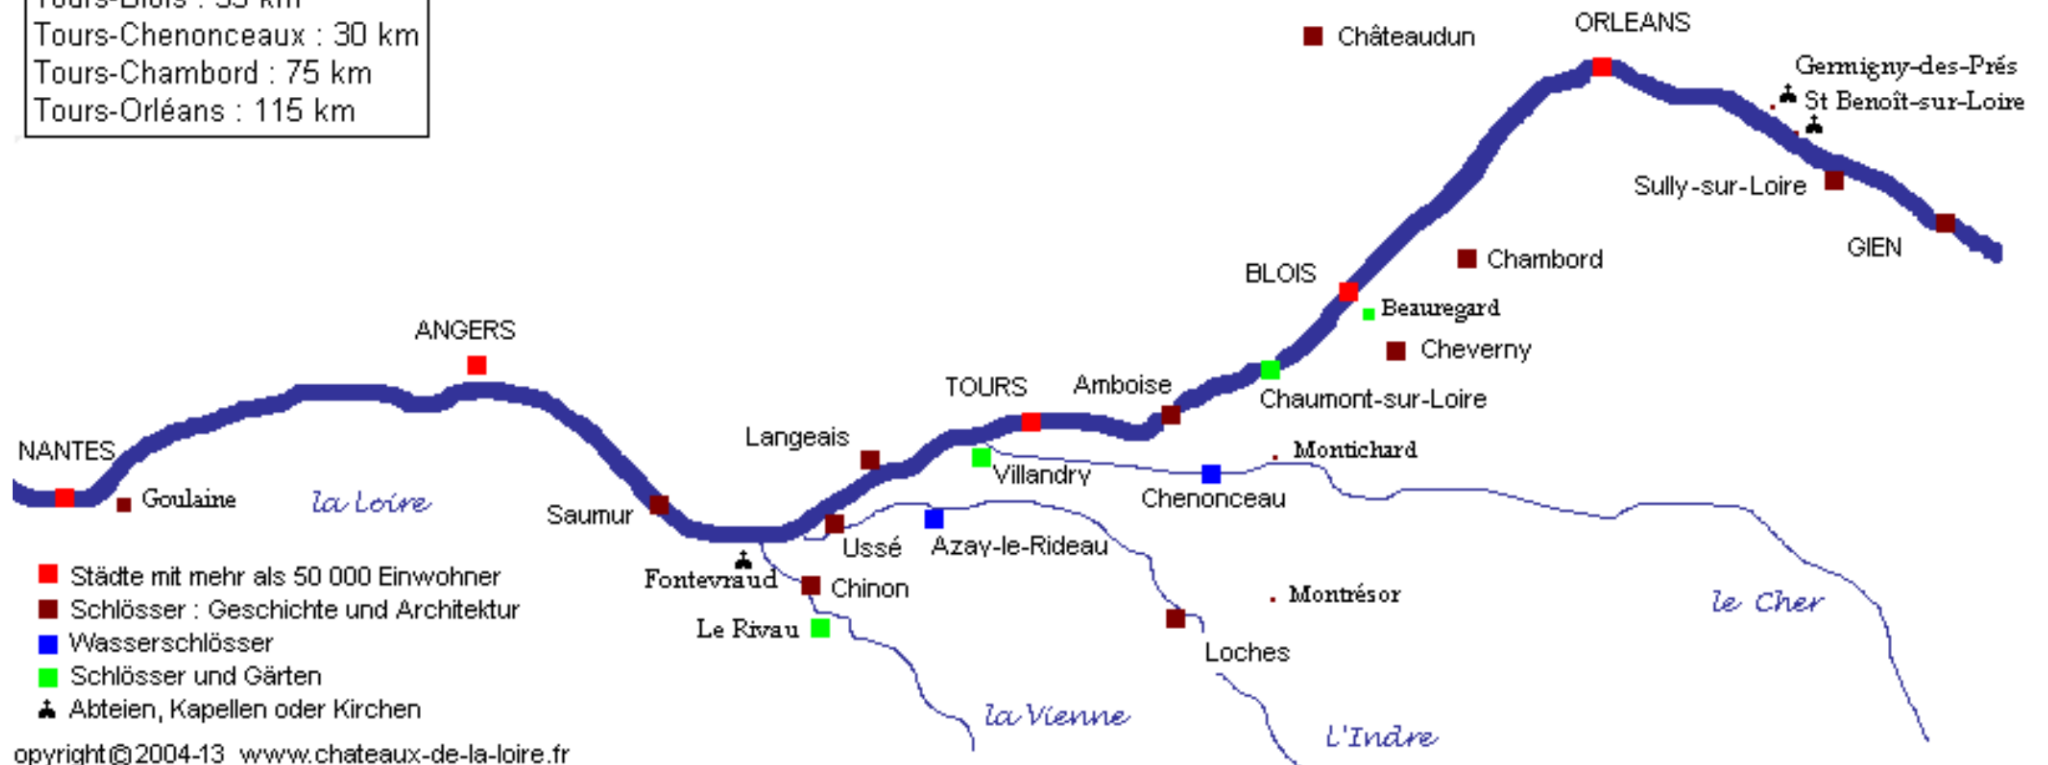 Tours-Blois : 55 km
Tours-Chenonceaux : 30 km
Tours-Chambord : 75 km
Tours-Orléans : 115 km
Châteaudun
ORLEANS
Germigny-des-Prés
St Benoît-sur-Loire
Sully-sur-Loire
GIEN
BLOIS
Chambord
Beauregard
Cheverny
ANGERS
TOURS
Amboise
Chaumont-sur-Loire
Langeais
NANTES
Villandry
Montichard
Goulaine
la Loire
Saumur
Chenonceau
Ussé
Azay-le-Rideau
Fontevraud
Chinon
Montrésor
le Cher
Le Rivau
Loches
la Vienne
l'Indre
Städte mit mehr als 50 000 Einwohner
Schlösser : Geschichte und Architektur
Wasserschlösser
Schlösser und Gärten
Abteien, Kapellen oder Kirchen
opyright©2004-13 www.chateaux-de-la-loire.fr